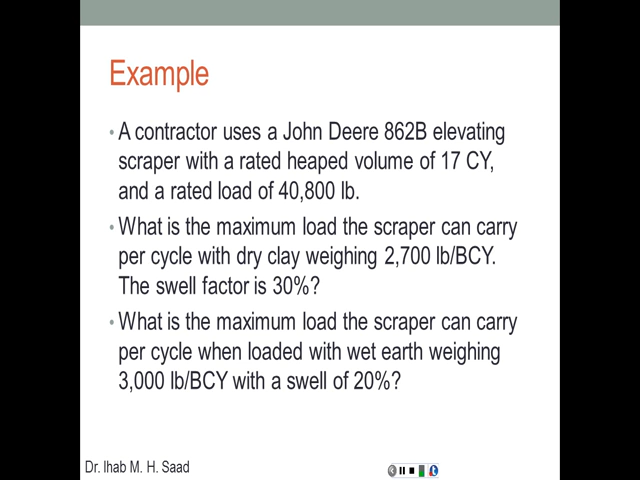 Example
• A contractor uses a John Deere 862B elevating
scraper with a rated heaped volume of 17 CY,
and a rated load of 40,800 lb.
• What is the maximum load the scraper can carry
per cycle with dry clay weighing 2,700 lb/BCY.
The swell factor is 30%?
• What is the maximum load the scraper can carry
per cycle when loaded with wet earth weighing
3,000 lb/BCY with a swell of 20%?
Dr. Ihab M. H. Saad